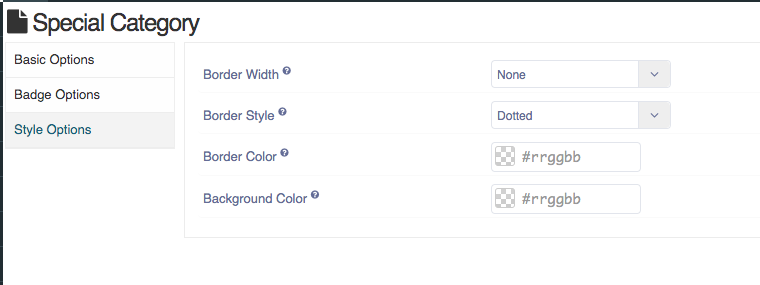 Special Category
Basic Options
Badge Options
Style Options
Border Width ?
None
Border Style ?
Dotted
Border Color ?
#rrggbb
Background Color ?
#rrggbb